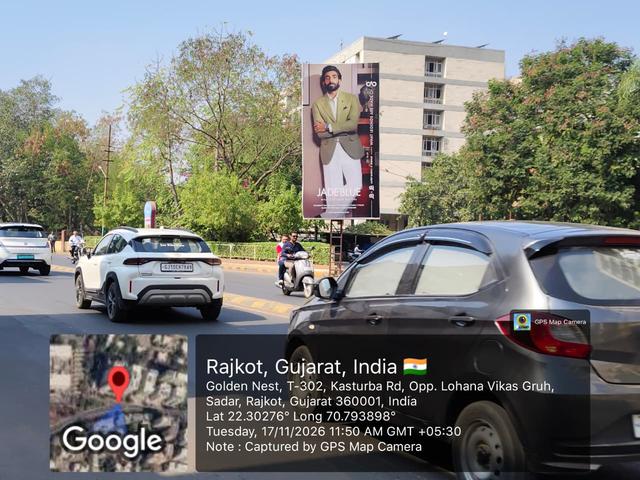 JADEBLUE
GPS Map Camera
Google
Rajkot, Gujarat, India
Golden Nest, T-302, Kasturba Rd, Opp. Lohana Vikas Gruh,
Sadar, Rajkot, Gujarat 360001, India
Lat 22.30276° Long 70.793898°
Tuesday, 17/11/2026 11:50 AM GMT +05:30
Note : Captured by GPS Map Camera